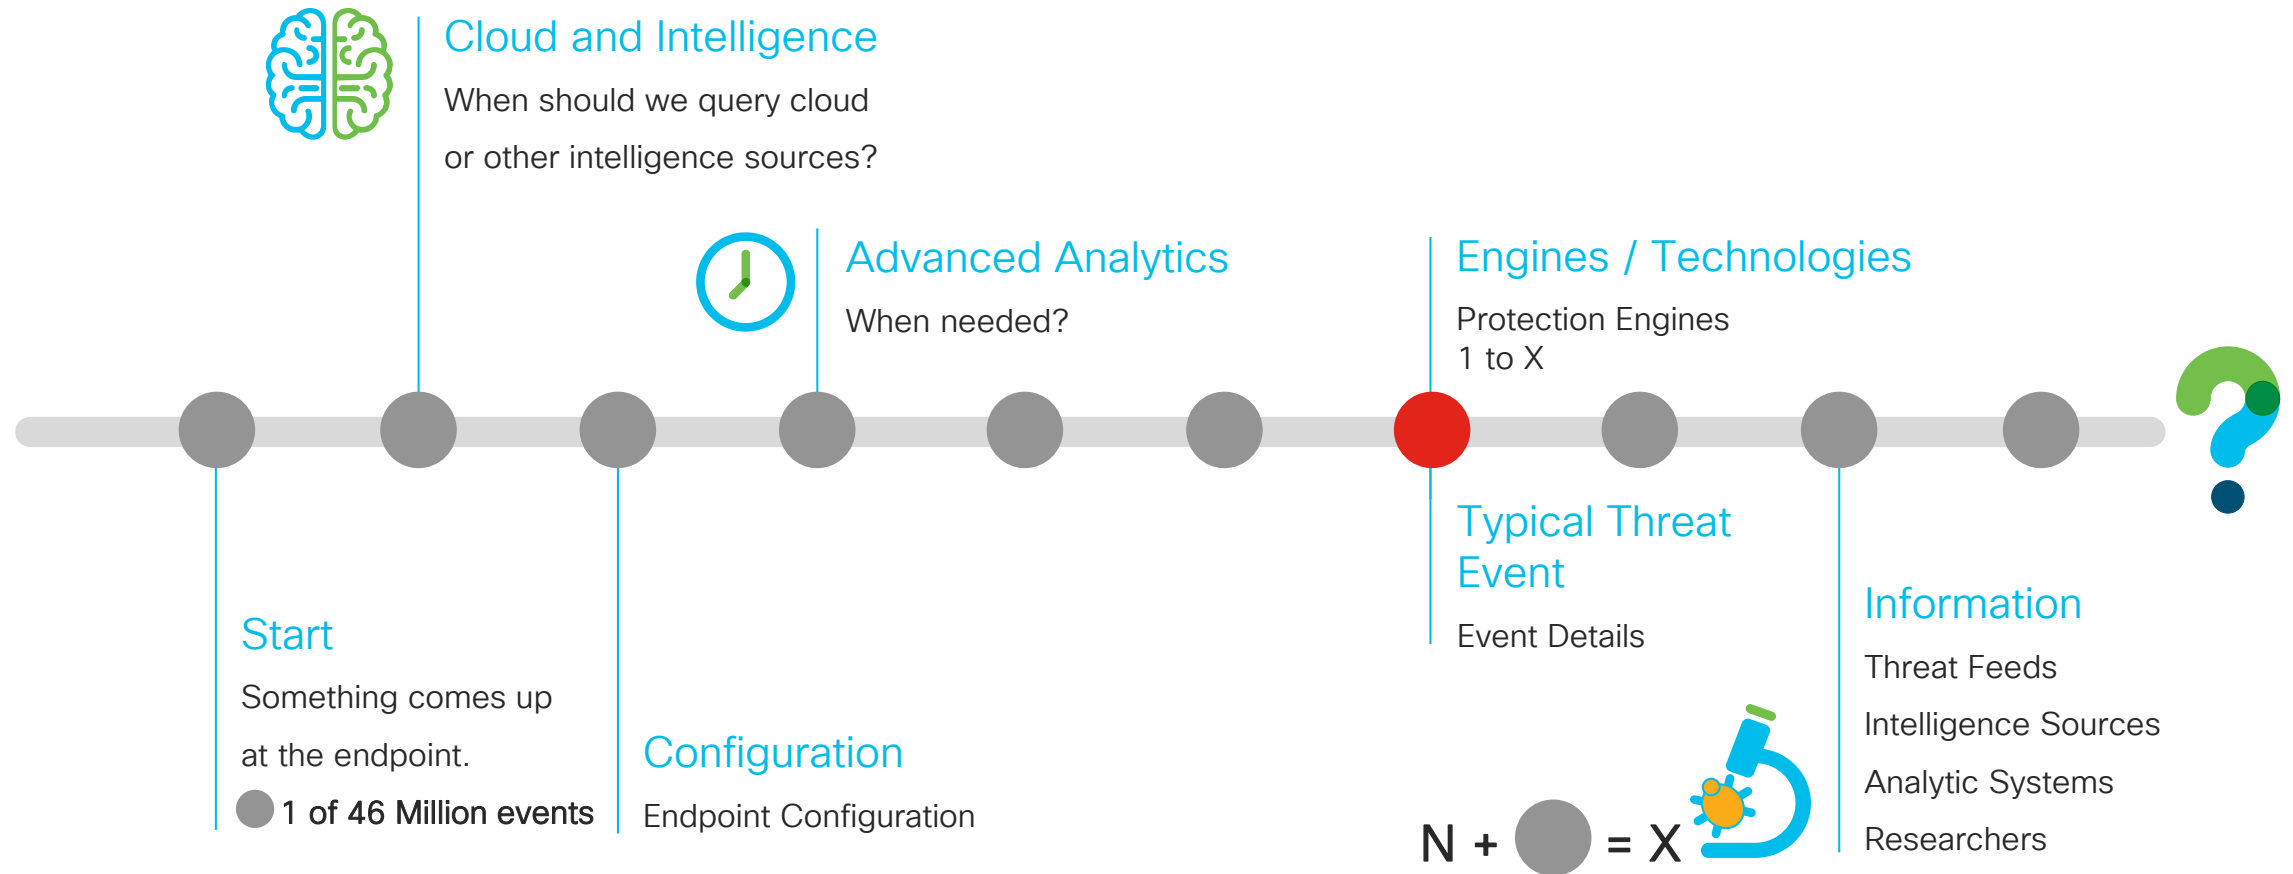 Cloud and Intelligence
When should we query cloud
or other intelligence sources?
Advanced Analytics
When needed?
Engines / Technologies
Protection Engines
1 to X
Start
Something comes up
at the endpoint.
1 of 46 Million events
Configuration
Endpoint Configuration
Typical Threat
Event
Event Details
N + = X
Information
Threat Feeds
Intelligence Sources
Analytic Systems
Researchers